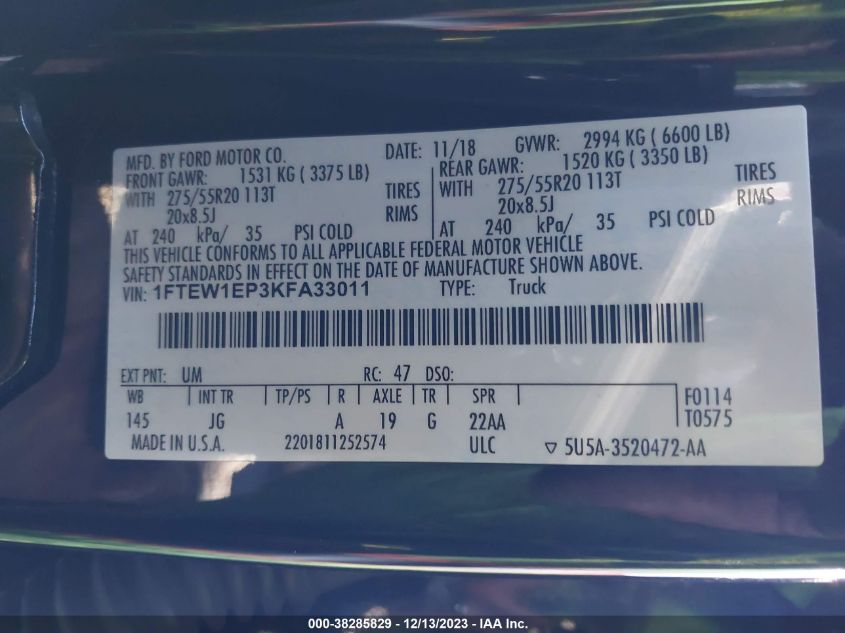 MFD. BY FORD MOTOR CO. DATE: 11/18 GVWR: 2994 KG ( 6600 LB)
FRONT GAWR: 1531 KG ( 3375 LB) REAR GAWR: 1520 KG ( 3350 LB)
WITH 275/55R20 113T TIRES WITH 275/55R20 113T TIRES
20x8.5J RIMS 20x8.5J RIMS
AT 240 kPa/ 35 PSI COLD AT 240 kPa/ 35 PSI COLD
THIS VEHICLE CONFORMS TO ALL APPLICABLE FEDERAL MOTOR VEHICLE
SAFETY STANDARDS IN EFFECT ON THE DATE OF MANUFACTURE SHOWN ABOVE.
VIN: 1FTEW1EP3KFA33011 TYPE: Truck
EXT PNT: UM RC: 47 DSO:
WB INT TR TP/PS R AXLE TR SPR F0114
145 JG A 19 G 22AA T0575
MADE IN U.S.A. 2201811252574 ULC ▽ 5U5A-3520472-AA
000-38285829 - 12/13/2023 - IAA Inc.